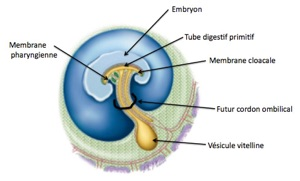 Embryon
Tube digestif primitif
Membrane
pharyngienne
Membrane cloacale
Futur cordon ombilical
Vésicule vitelline